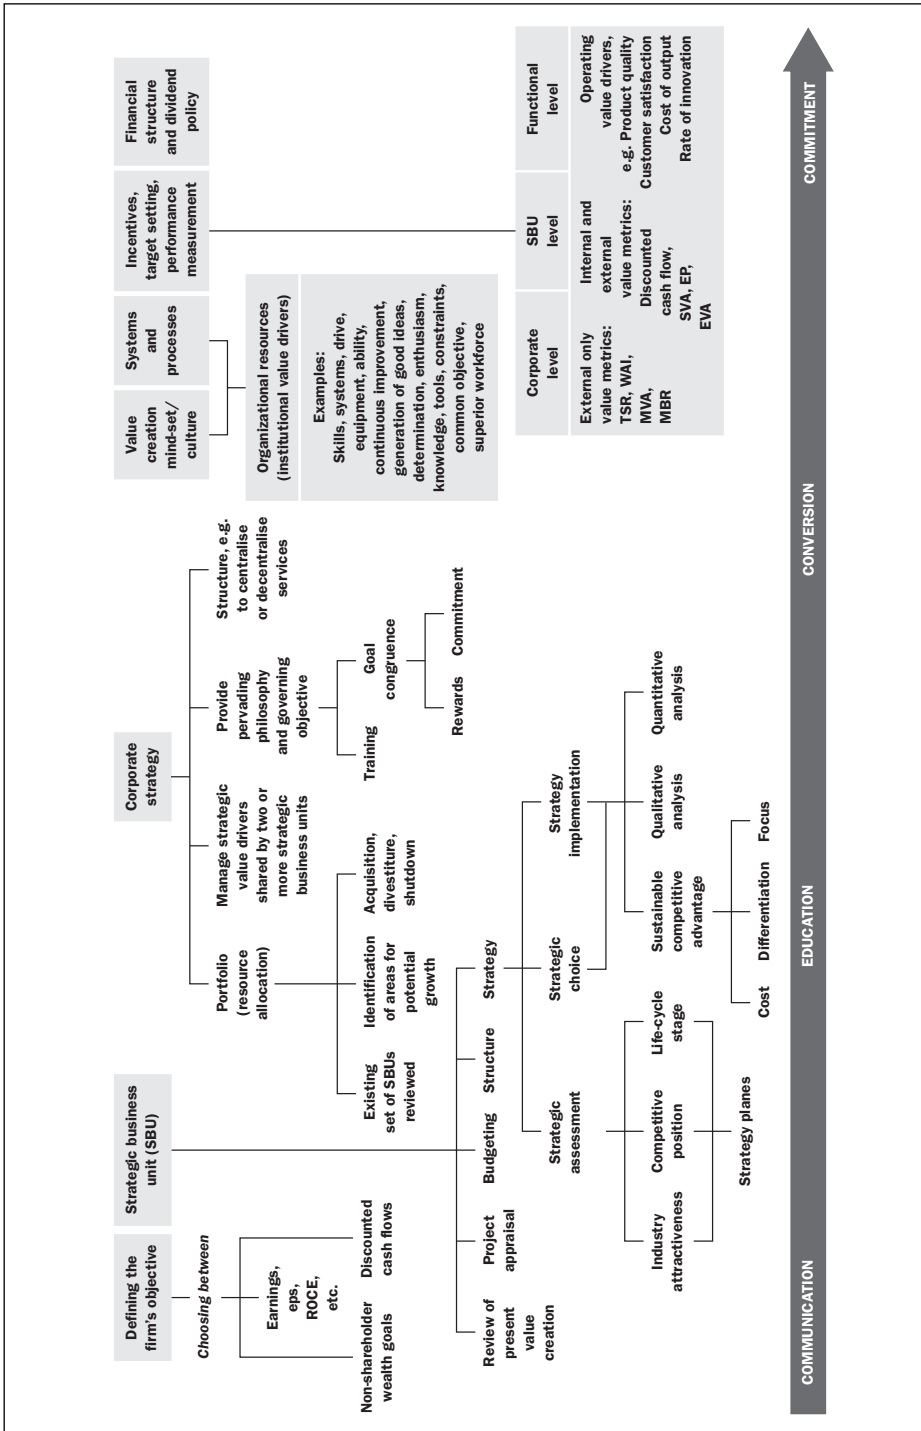 Defining the
firm's objective
Choosing between
Non-shareholder
wealth goals
Earnings,
eps,
ROCE,
etc.
Discounted
cash flows
Strategic business
unit (SBU)
Review of
present
value
creation
Project
appraisal
Budgeting
Structure
Strategy
Strategic
assessment
Strategic
choice
Strategy
implementation
Industry
attractiveness
Competitive
position
Life-cycle
stage
Strategy planes
Sustainable
competitive
advantage
Qualitative
analysis
Quantitative
analysis
Cost
Differentiation
Focus
Corporate
strategy
Portfolio
(resource
allocation)
Manage strategic
value drivers
shared by two or
more strategic
business units
Provide
pervading
philosophy
and governing
objective
Structure, e.g.
to centralise
or decentralise
services
Existing
set of SBUs
reviewed
Identification
of areas for
potential
growth
Acquisition,
divestiture,
shutdown
Training
Goal
congruence
Rewards
Commitment
Value
creation
mind-set/
culture
Systems
and
processes
Incentives,
target setting,
performance
measurement
Financial
structure
and dividend
policy
Organizational resources
(institutional value drivers)
Examples:
Skills, systems, drive,
equipment, ability,
continuous improvement,
generation of good ideas,
determination, enthusiasm,
knowledge, tools, constraints,
common objective,
superior workforce
Corporate
level
SBU
level
Functional
level
External only
value metrics:
TSR, WAI,
MVA,
MBR
Internal and
external
value metrics:
Discounted
cash flow,
SVA, EP,
EVA
Operating
value drivers,
e.g. Product quality
Customer satisfaction
Cost of output
Rate of innovation
COMMUNICATION
EDUCATION
CONVERSION
COMMITMENT